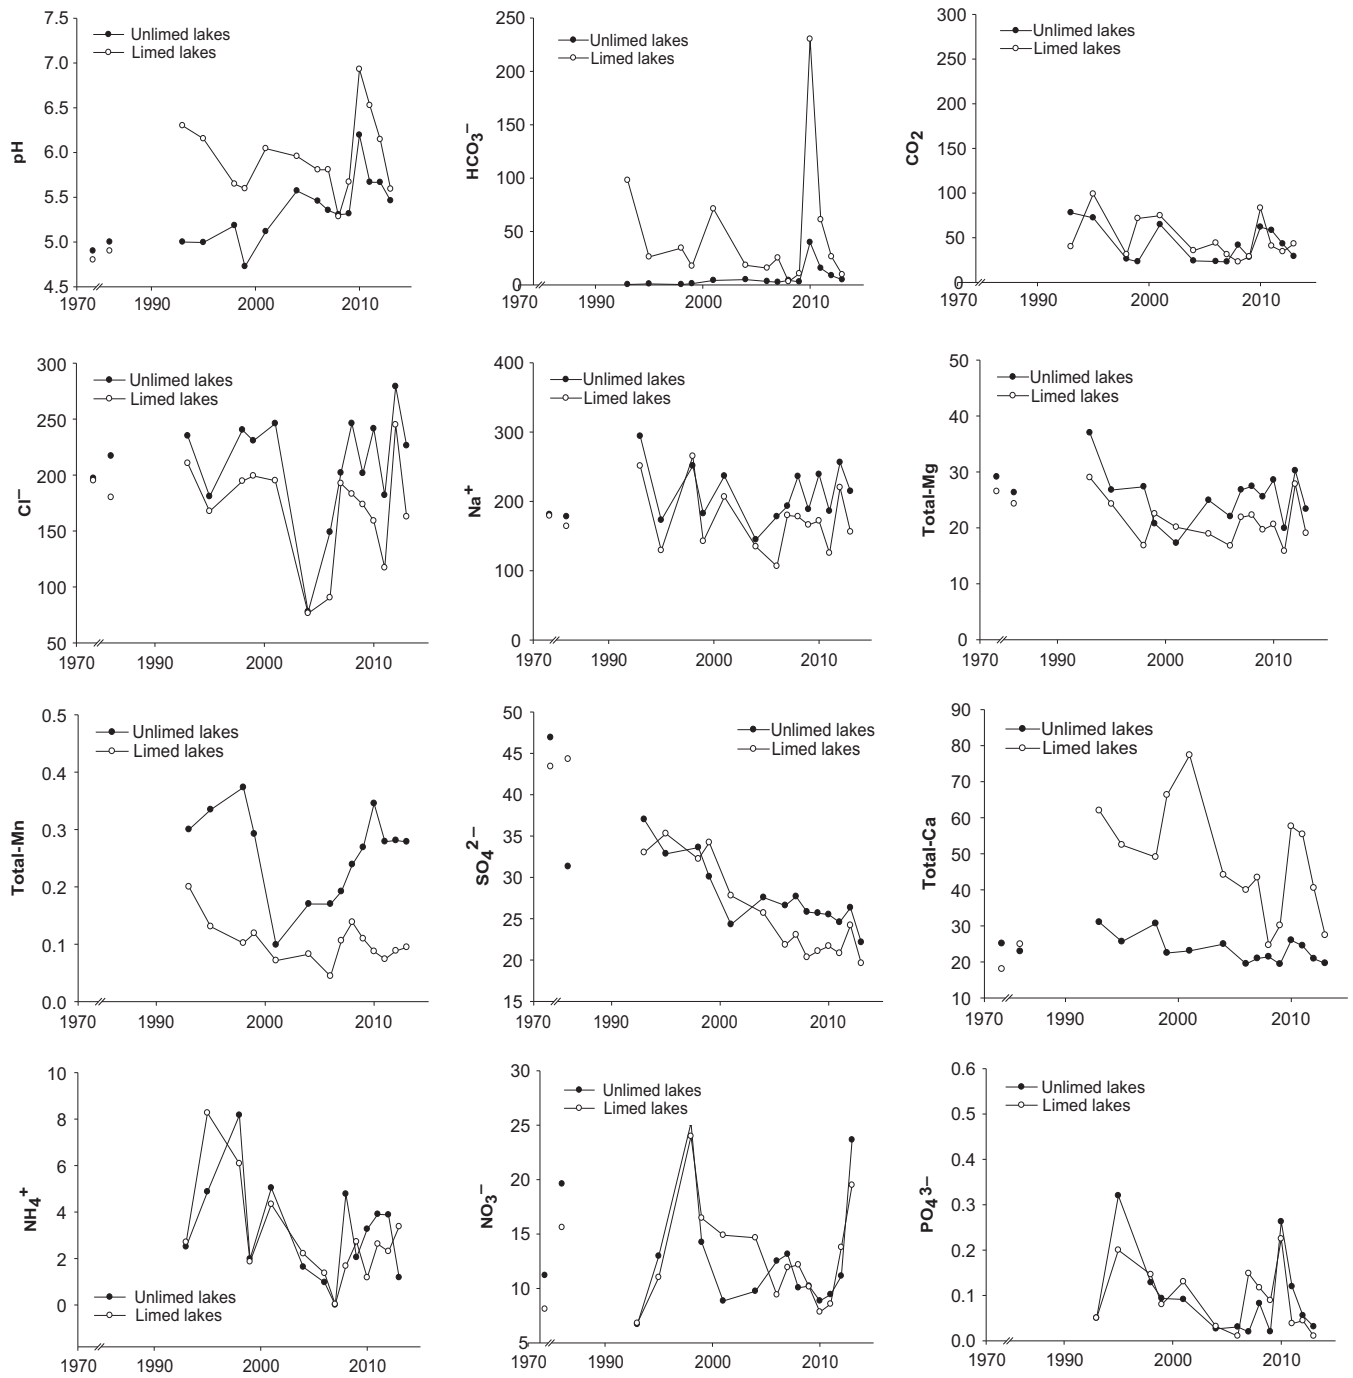 7.5
7.0
6.5
6.0
5.5
5.0
4.5
pH
Unlimed lakes
Limed lakes
1970 1990 2000 2010
250
200
150
100
50
0
HCO3−
Unlimed lakes
Limed lakes
1970 1990 2000 2010
300
250
200
150
100
50
0
CO2
Unlimed lakes
Limed lakes
1970 1990 2000 2010
300
250
200
150
100
50
Cl−
Unlimed lakes
Limed lakes
1970 1990 2000 2010
400
300
200
100
0
Na+
Unlimed lakes
Limed lakes
1970 1990 2000 2010
50
40
30
20
10
0
Total-Mg
Unlimed lakes
Limed lakes
1970 1990 2000 2010
0.5
0.4
0.3
0.2
0.1
0.0
Total-Mn
Unlimed lakes
Limed lakes
1970 1990 2000 2010
50
45
40
35
30
25
20
15
SO42−
Unlimed lakes
Limed lakes
1970 1990 2000 2010
90
80
70
60
50
40
30
20
10
Total-Ca
Unlimed lakes
Limed lakes
1970 1990 2000 2010
10
8
6
4
2
0
NH4+
Unlimed lakes
Limed lakes
1970 1990 2000 2010
30
25
20
15
10
5
NO3−
Unlimed lakes
Limed lakes
1970 1990 2000 2010
0.6
0.5
0.4
0.3
0.2
0.1
0.0
PO43−
Unlimed lakes
Limed lakes
1970 1990 2000 2010